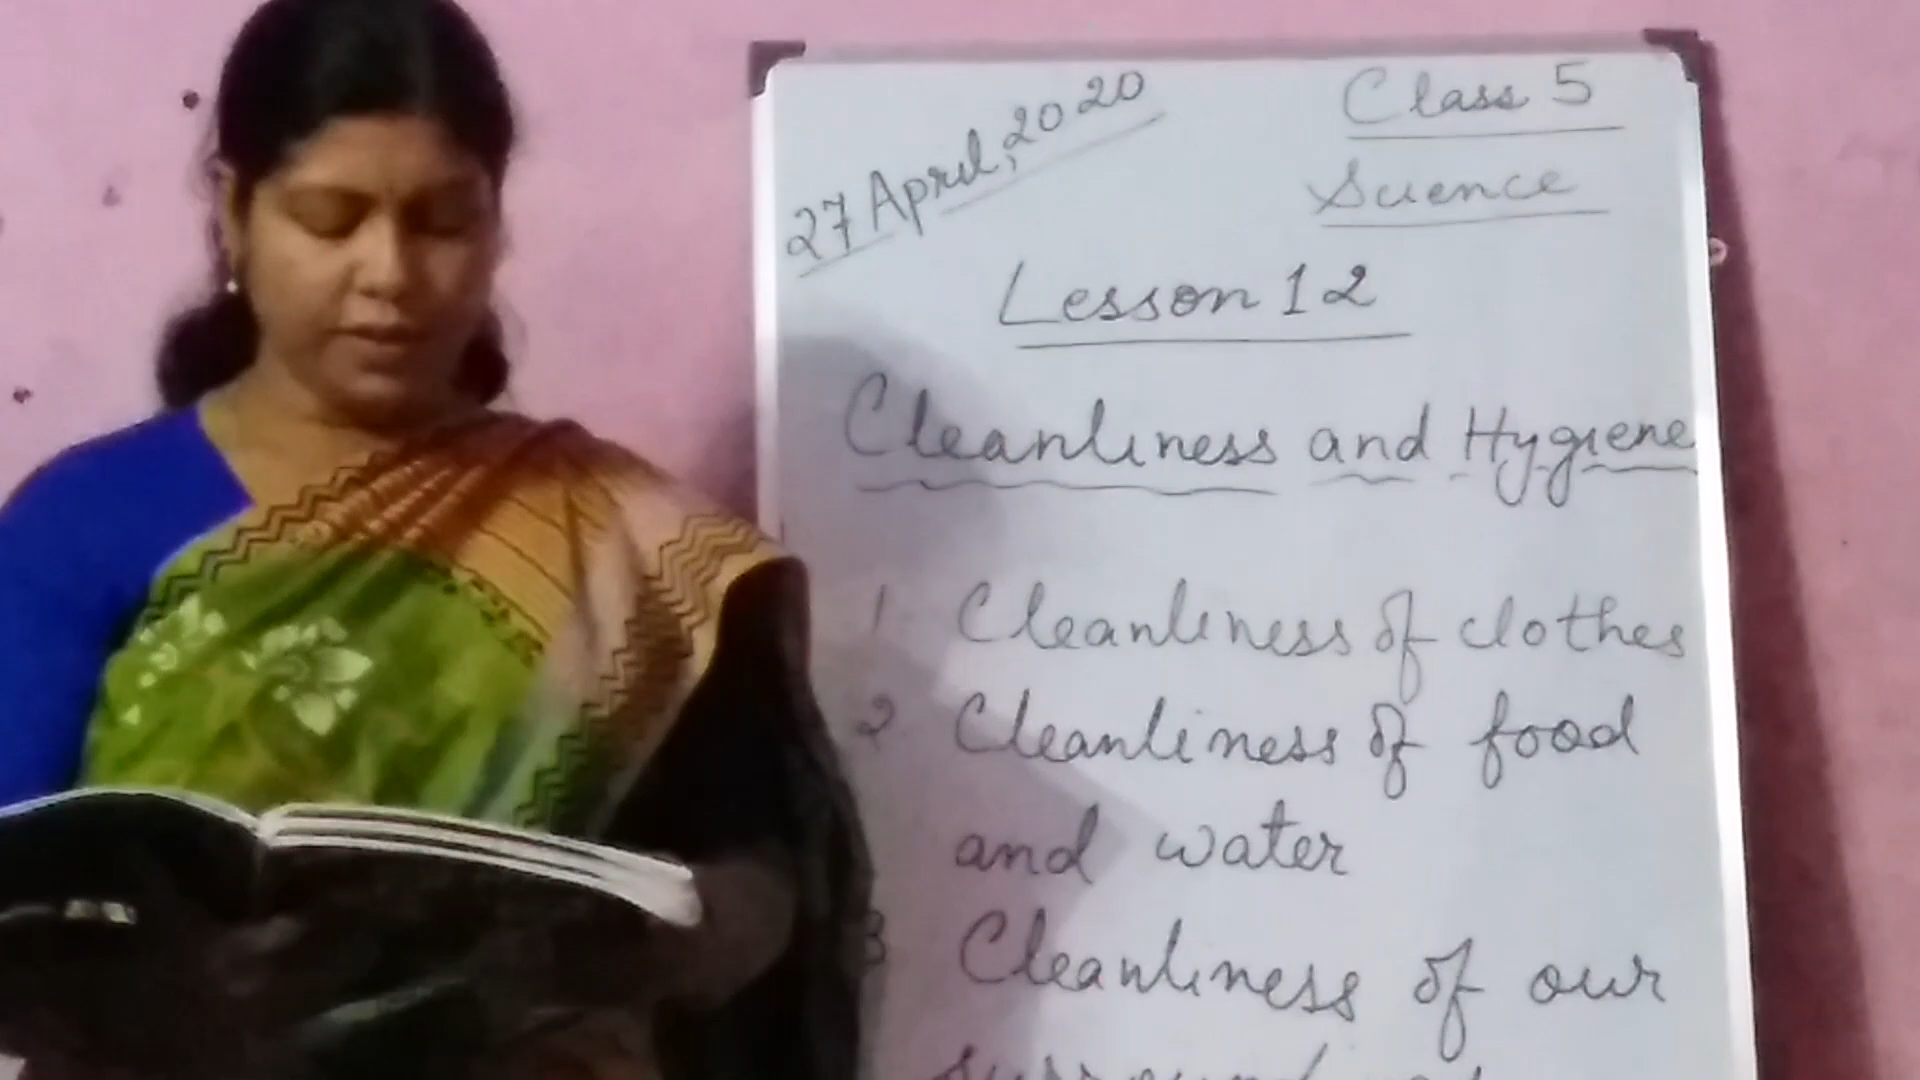 27 April, 2020
Class 5
Science
Lesson 12
Cleanliness and Hygiene
1. Cleanliness of clothes
2. Cleanliness of food
and water
3 Cleanliness of our